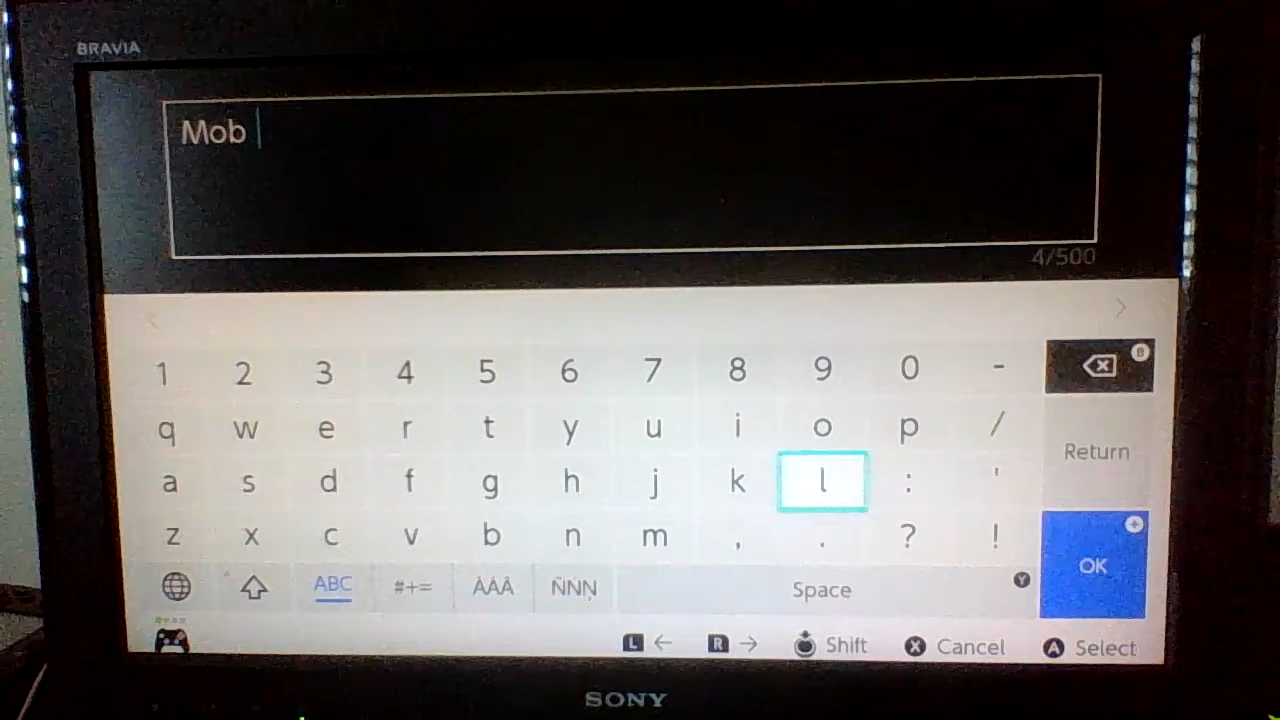 BRAVIA
Mob
4/500
1 2 3 4 5 6 7 8 9 0 -
q w e r t y u i o p /
a s d f g h j k l : '
Return
z x c v b n m , . ? !
OK
ABC #+= ÀÁÂ ÑŃŅ Space Y
L ← R → Shift X Cancel A Select
SONY